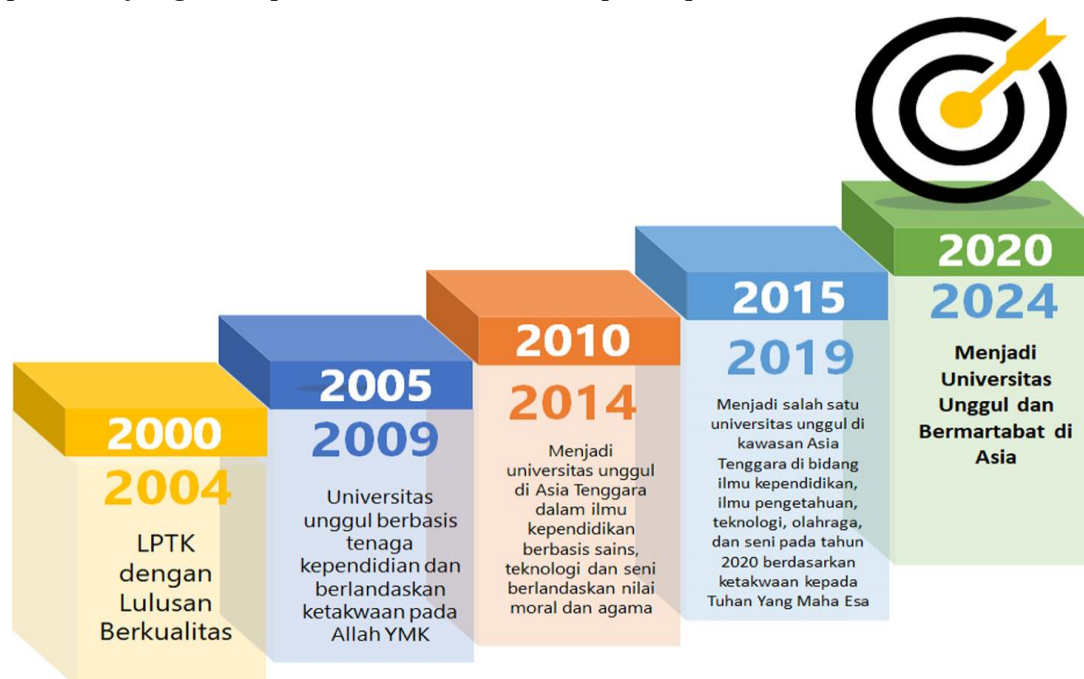 2000
2004
LPTK
dengan
Lulusan
Berkualitas
2005
2009
Universitas
unggul berbasis
tenaga
kependidian dan
berlandaskan
ketakwaan pada
Allah YMK
2010
2014
Menjadi
universitas unggul
di Asia Tenggara
dalam ilmu
kependidikan
berbasis sains,
teknologi dan seni
berlandaskan nilai
moral dan agama
2015
2019
Menjadi salah satu
universitas unggul di
kawasan Asia
Tenggara di bidang
ilmu kependidikan,
ilmu pengetahuan,
teknologi, olahraga,
dan seni pada tahun
2020 berdasarkan
ketakwaan kepada
Tuhan Yang Maha Esa
2020
2024
Menjadi
Universitas
Unggul dan
Bermartabat di
Asia